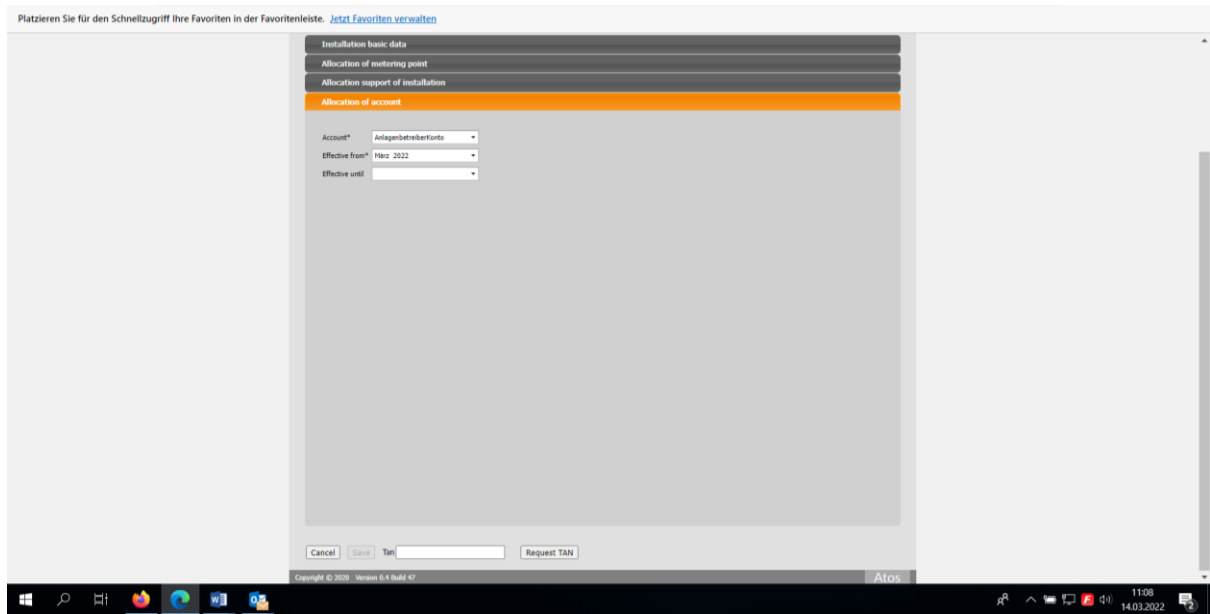 Platzieren Sie für den Schnellzugriff Ihre Favoriten in der Favoritenleiste. Jetzt Favoriten verwalten
Installation basic data
Allocation of metering point
Allocation support of installation
Allocation of account
Account* AnlagenbetreiberKonto
Effective from* März 2022
Effective until
Cancel Save Tan Request TAN
Copyright © 2020 Version 0.4 Build 47 Atos
11:08
14.03.2022
2